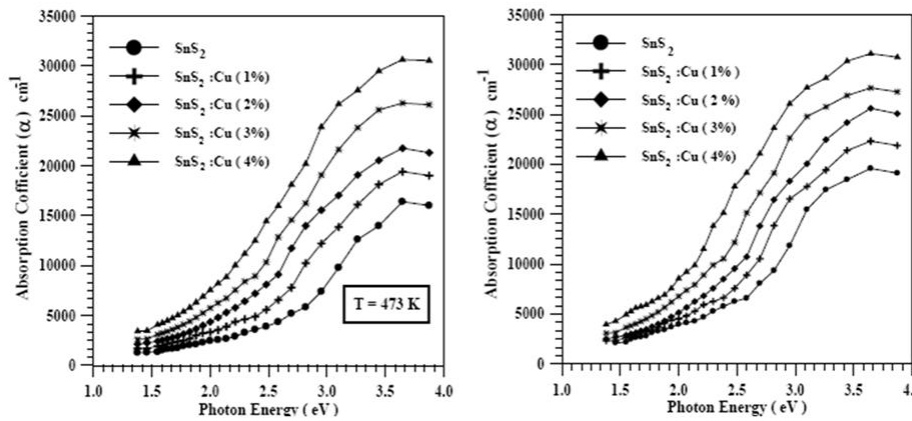 35000
30000
25000
20000
15000
10000
5000
0
Absorption Cofficient (α) cm⁻¹
SnS₂
SnS₂ :Cu ( 1%)
SnS₂ :Cu ( 2%)
SnS₂ :Cu ( 3%)
SnS₂ :Cu ( 4%)
T = 473 K
1.0 1.5 2.0 2.5 3.0 3.5 4.0
Photon Energy ( eV )
35000
30000
25000
20000
15000
10000
5000
0
Absorption Cofficient (α) cm⁻¹
SnS₂
SnS₂ :Cu ( 1% )
SnS₂ :Cu ( 2 %)
SnS₂ :Cu ( 3%)
SnS₂ :Cu ( 4%)
1.0 1.5 2.0 2.5 3.0 3.5 4.
Photon Energy ( eV )